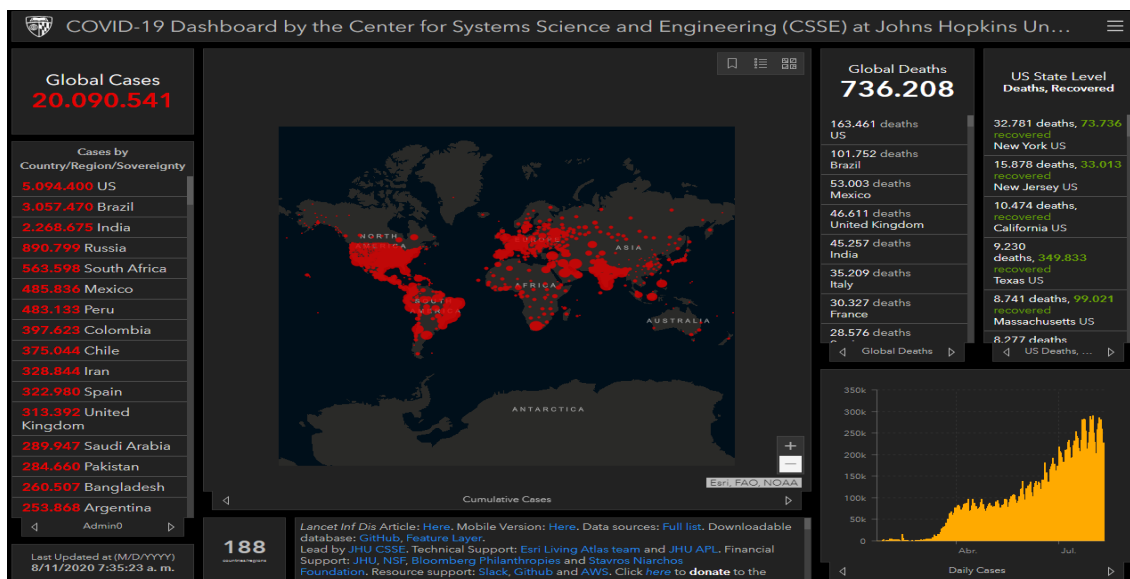 COVID-19 Dashboard by the Center for Systems Science and Engineering (CSSE) at Johns Hopkins Un...
Global Cases
20.090.541
Cases by
Country/Region/Sovereignty
5.094.400 US
3.057.470 Brazil
2.268.675 India
890.799 Russia
563.598 South Africa
485.836 Mexico
483.133 Peru
397.623 Colombia
375.044 Chile
328.844 Iran
322.980 Spain
313.392 United
Kingdom
289.947 Saudi Arabia
284.660 Pakistan
260.507 Bangladesh
253.868 Argentina
Admin0
Last Updated at (M/D/YYYY)
8/11/2020 7:35:23 a. m.
NORTH
AMERICA
SOUTH
AMERICA
EUROPE
AFRICA
ASIA
AUSTRALIA
ANTARCTICA
+
−
Esri, FAO, NOAA
Cumulative Cases
188
countries/regions
Lancet Inf Dis Article: Here. Mobile Version: Here. Data sources: Full list. Downloadable
database: GitHub, Feature Layer.
Lead by JHU CSSE. Technical Support: Esri Living Atlas team and JHU APL. Financial
Support: JHU, NSF, Bloomberg Philanthropies and Stavros Niarchos
Foundation. Resource support: Slack, Github and AWS. Click here to donate to the
Global Deaths
736.208
163.461 deaths
US
101.752 deaths
Brazil
53.003 deaths
Mexico
46.611 deaths
United Kingdom
45.257 deaths
India
35.209 deaths
Italy
30.327 deaths
France
28.576 deaths
Global Deaths
US State Level
Deaths, Recovered
32.781 deaths, 73.736
recovered
New York US
15.878 deaths, 33.013
recovered
New Jersey US
10.474 deaths,
recovered
California US
9.230
deaths, 349.833
recovered
Texas US
8.741 deaths, 99.021
recovered
Massachusetts US
8.277 deaths
US Deaths, ...
350k
300k
250k
200k
150k
100k
50k
0
Abr.
Jul.
Daily Cases